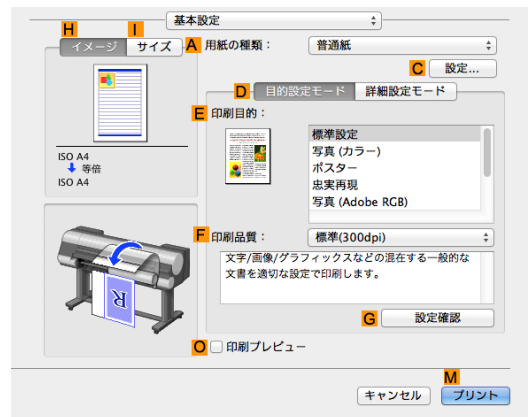 基本設定
H
I
イメージ サイズ
A 用紙の種類： 普通紙
C 設定...
D 目的設定モード 詳細設定モード
E 印刷目的：
標準設定
写真 (カラー)
ポスター
忠実再現
写真 (Adobe RGB)
ISO A4
等倍
ISO A4
F 印刷品質： 標準(300dpi)
文字/画像/グラフィックスなどの混在する一般的な
文書を適切な設定で印刷します。
R
G 設定確認
O 印刷プレビュー
M
キャンセル プリント